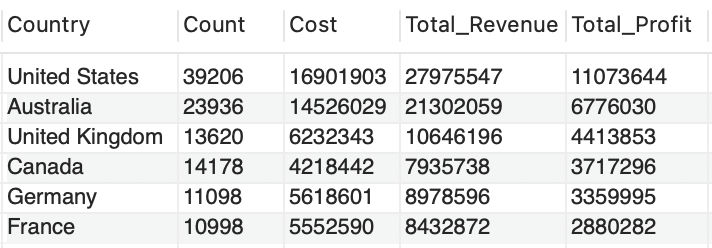 Country Count Cost Total_Revenue Total_Profit
United States 39206 16901903 27975547 11073644
Australia 23936 14526029 21302059 6776030
United Kingdom 13620 6232343 10646196 4413853
Canada 14178 4218442 7935738 3717296
Germany 11098 5618601 8978596 3359995
France 10998 5552590 8432872 2880282